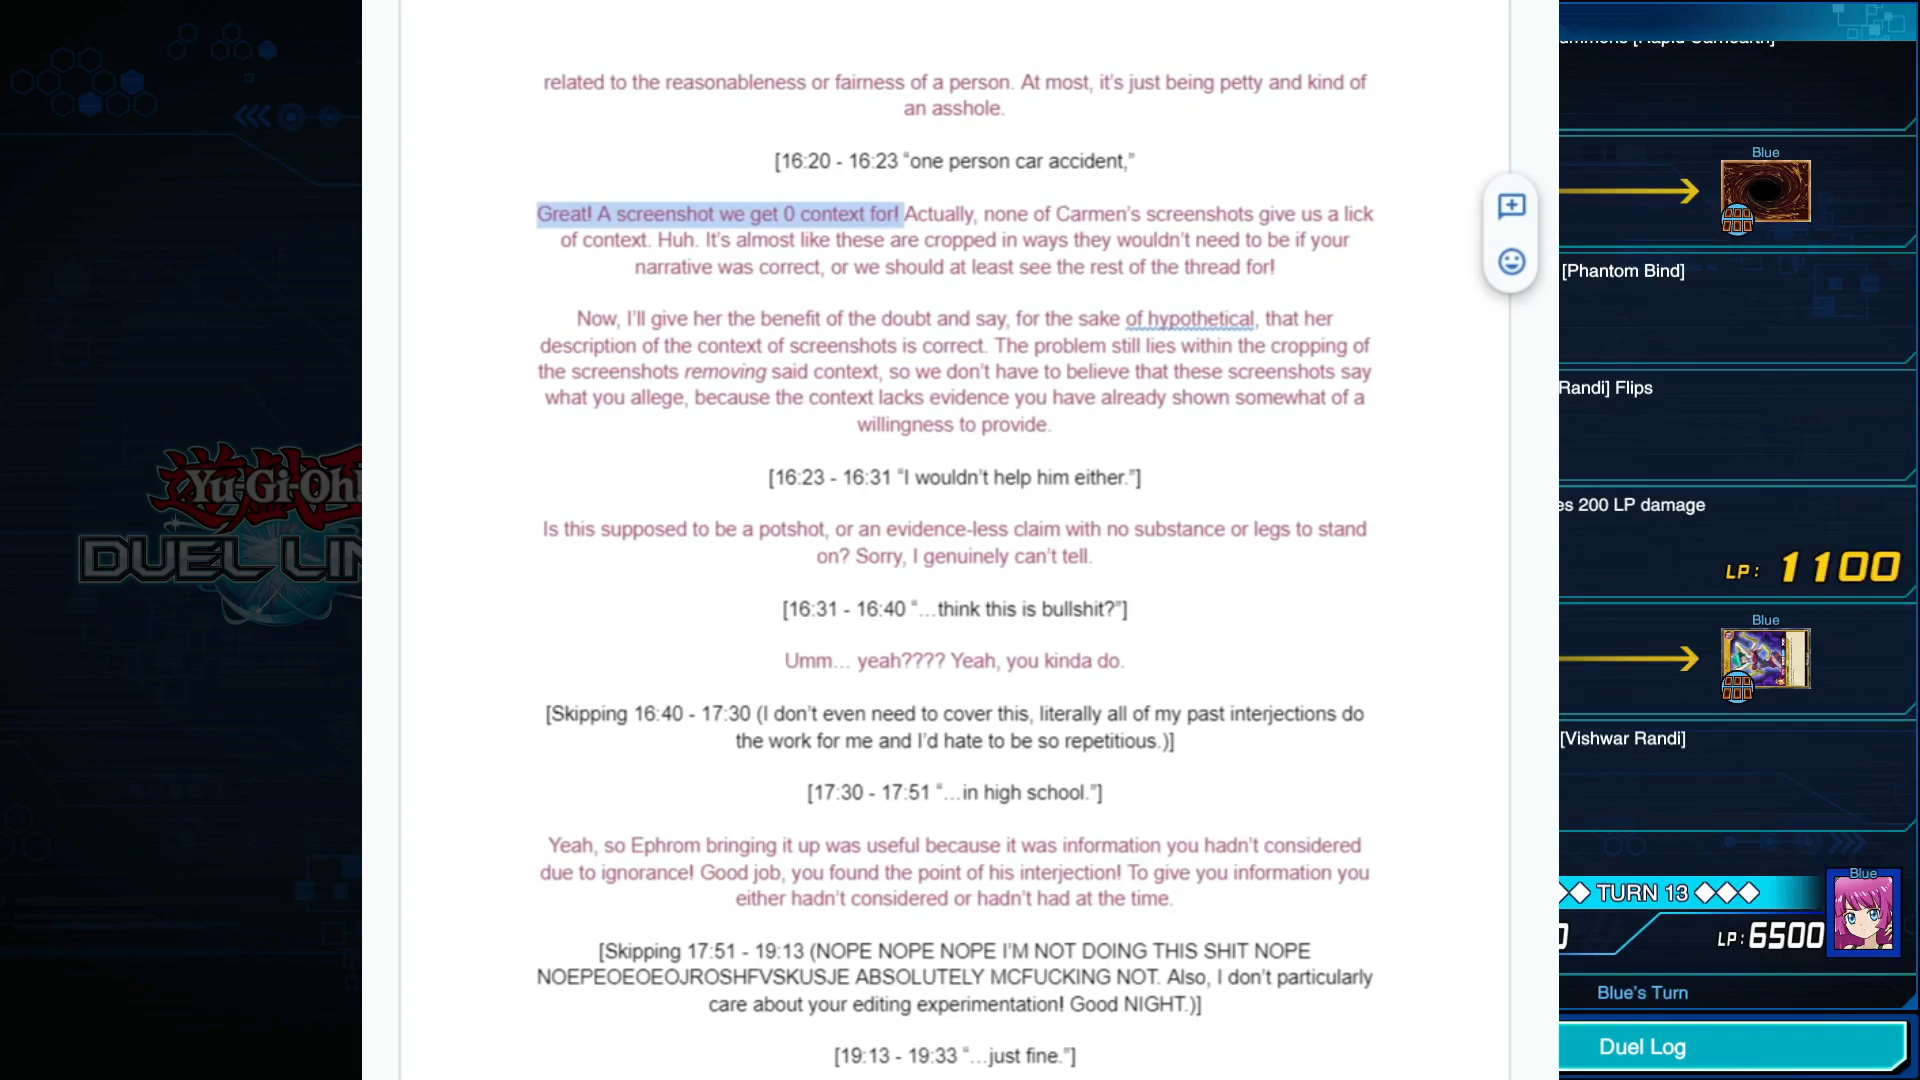 related to the reasonableness or fairness of a person. At most, it's just being petty and kind of
an asshole.
[16:20 - 16:23 “one person car accident,”
Great! A screenshot we get 0 context for! Actually, none of Carmen's screenshots give us a lick
of context. Huh. It's almost like these are cropped in ways they wouldn't need to be if your
narrative was correct, or we should at least see the rest of the thread for!
Now, I'll give her the benefit of the doubt and say, for the sake of hypothetical, that her
description of the context of screenshots is correct. The problem still lies within the cropping of
the screenshots removing said context, so we don't have to believe that these screenshots say
what you allege, because the context lacks evidence you have already shown somewhat of a
willingness to provide.
[16:23 - 16:31 “I wouldn't help him either.”]
Is this supposed to be a potshot, or an evidence-less claim with no substance or legs to stand
on? Sorry, I genuinely can't tell.
[16:31 - 16:40 “…think this is bullshit?”]
Umm… yeah???? Yeah, you kinda do.
[Skipping 16:40 - 17:30 (I don't even need to cover this, literally all of my past interjections do
the work for me and I'd hate to be so repetitious.)]
[17:30 - 17:51 “…in high school.”]
Yeah, so Ephrom bringing it up was useful because it was information you hadn't considered
due to ignorance! Good job, you found the point of his interjection! To give you information you
either hadn't considered or hadn't had at the time.
[Skipping 17:51 - 19:13 (NOPE NOPE NOPE I'M NOT DOING THIS SHIT NOPE
NOEPEOEOEOJROSHFVSKUSJE ABSOLUTELY MCFUCKING NOT. Also, I don't particularly
care about your editing experimentation! Good NIGHT.)]
[19:13 - 19:33 “…just fine.”]
遊戯王
Yu-Gi-Oh!
DUEL LIN
Blue
[Phantom Bind]
Randi] Flips
es 200 LP damage
LP: 1100
Blue
[Vishwar Randi]
Blue
TURN 13
LP:6500
Blue's Turn
Duel Log